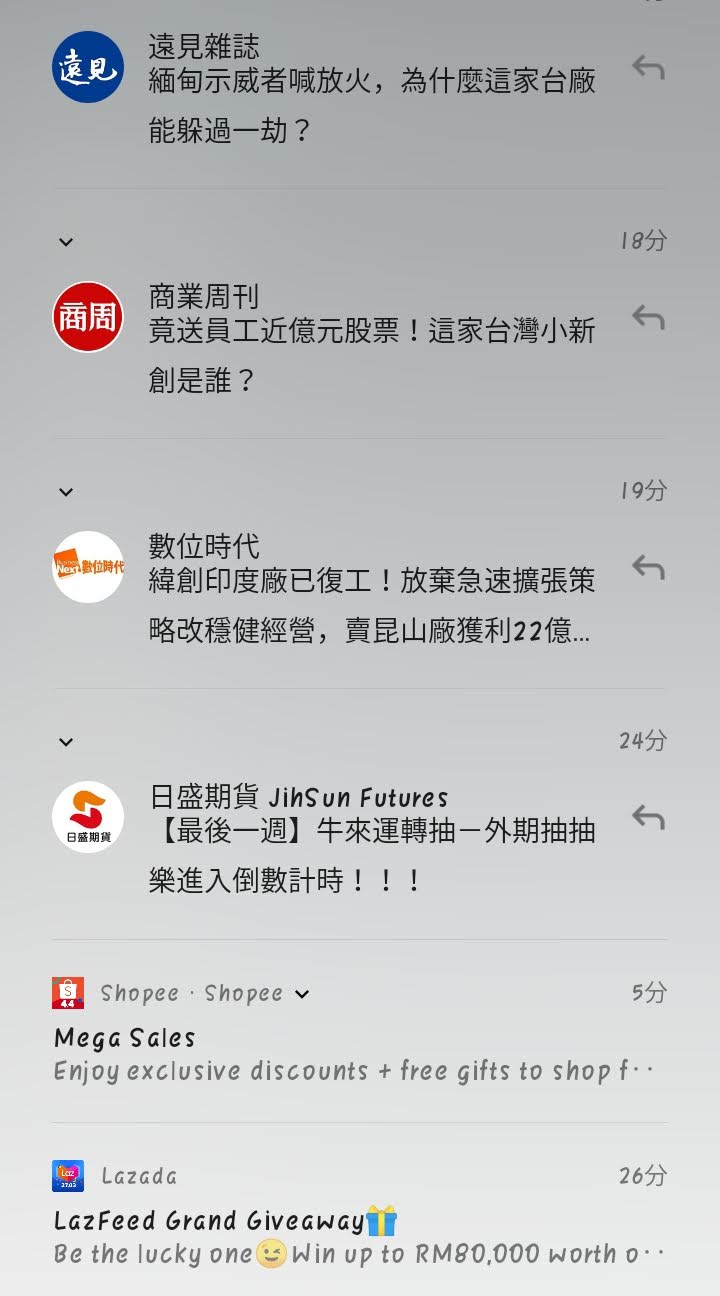 遠見
遠見雜誌
緬甸示威者喊放火，為什麼這家台廠
能躲過一劫？
18分
商周
商業周刊
竟送員工近億元股票！這家台灣小新
創是誰？
19分
Next 數位時代
數位時代
緯創印度廠已復工！放棄急速擴張策
略改穩健經營，賣昆山廠獲利22億...
24分
日盛期貨
日盛期貨 JihSun Futures
【最後一週】牛來運轉抽－外期抽抽
樂進入倒數計時！！！
S
4.4
Shopee · Shopee
5分
Mega Sales
Enjoy exclusive discounts + free gifts to shop f··
Laz
27.03
Lazada
26分
LazFeed Grand Giveaway🎁
Be the lucky one😉Win up to RM80,000 worth o··